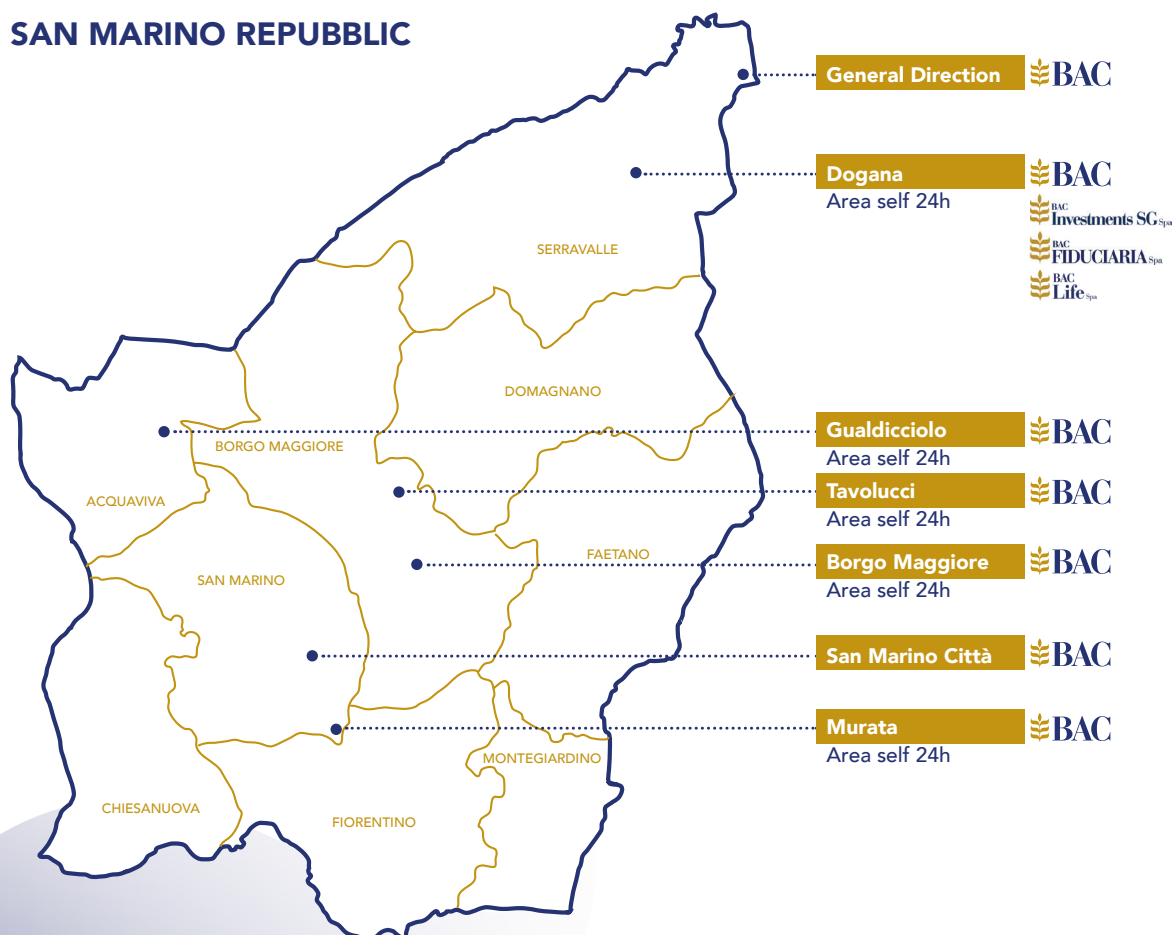 SAN MARINO REPUBBLIC
General Direction
BAC
Dogana
BAC
Area self 24h
BAC
Investments SG Spa
BAC
FIDUCIARIA Spa
BAC
Life Spa
SERRAVALLE
DOMAGNANO
Gualdicciolo
BAC
Area self 24h
BORGO MAGGIORE
Tavolucci
BAC
Area self 24h
ACQUAVIVA
FAETANO
Borgo Maggiore
BAC
Area self 24h
SAN MARINO
San Marino Città
BAC
Murata
BAC
Area self 24h
MONTEGIARDINO
CHIESANUOVA
FIORENTINO